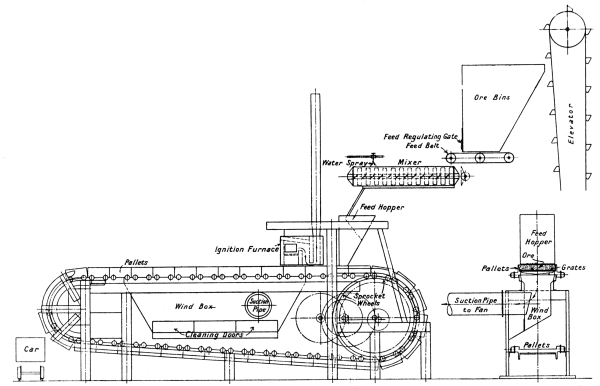 Ore Bins
Elevator
Feed Regulating Gate
Feed Belt
Water Spray
Mixer
Feed Hopper
Ignition Furnace
Pallets
Wind Box
Suction
Pipe
Sprocket
Wheels
Cleaning Doors
Car
Feed
Hopper
Ore
Pallets
Grates
Suction Pipe
to Fan
Wind
Box
Pallets